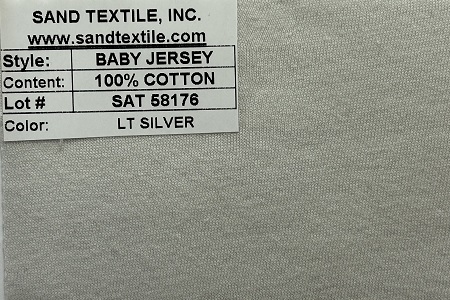 SAND TEXTILE, INC.
www.sandtextile.com
Style: BABY JERSEY
Content: 100% COTTON
Lot # SAT 58176
Color: LT SILVER